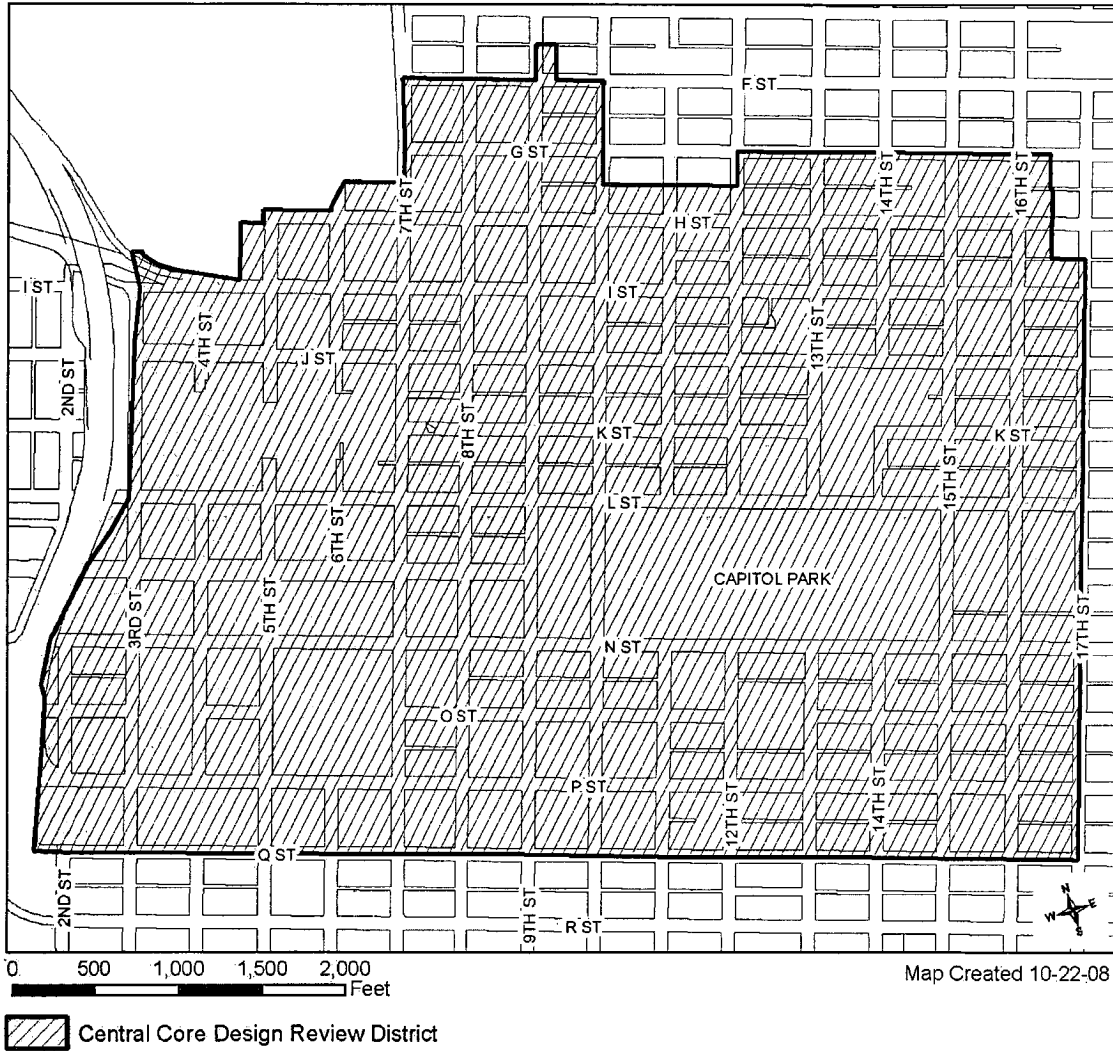 F ST
G ST
7TH ST
14TH ST
16TH ST
H ST
I ST
I ST
4TH ST
J ST
13TH ST
2ND ST
8TH ST
K ST
K ST
15TH ST
L ST
6TH ST
CAPITOL PARK
3RD ST
5TH ST
N ST
17TH ST
O ST
P ST
12TH ST
14TH ST
Q ST
2ND ST
9TH ST
R ST
N
W E
S
0 500 1,000 1,500 2,000
Feet
Map Created 10-22-08
Central Core Design Review District